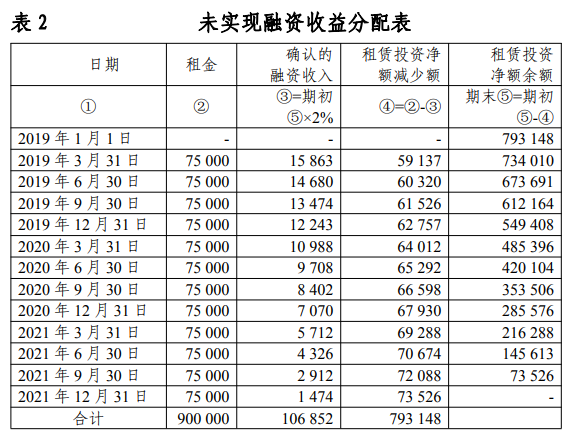 表 2 未实现融资收益分配表
日期 租金 确认的融资收入 租赁投资净额减少额 租赁投资净额余额
① ② ③=期初⑤×2% ④=②-③ 期末⑤=期初⑤-④
2019 年 1 月 1 日 - - - 793 148
2019 年 3 月 31 日 75 000 15 863 59 137 734 010
2019 年 6 月 30 日 75 000 14 680 60 320 673 691
2019 年 9 月 30 日 75 000 13 474 61 526 612 164
2019 年 12 月 31 日 75 000 12 243 62 757 549 408
2020 年 3 月 31 日 75 000 10 988 64 012 485 396
2020 年 6 月 30 日 75 000 9 708 65 292 420 104
2020 年 9 月 30 日 75 000 8 402 66 598 353 506
2020 年 12 月 31 日 75 000 7 070 67 930 285 576
2021 年 3 月 31 日 75 000 5 712 69 288 216 288
2021 年 6 月 30 日 75 000 4 326 70 674 145 613
2021 年 9 月 30 日 75 000 2 912 72 088 73 526
2021 年 12 月 31 日 75 000 1 474 73 526 -
合计 900 000 106 852 793 148